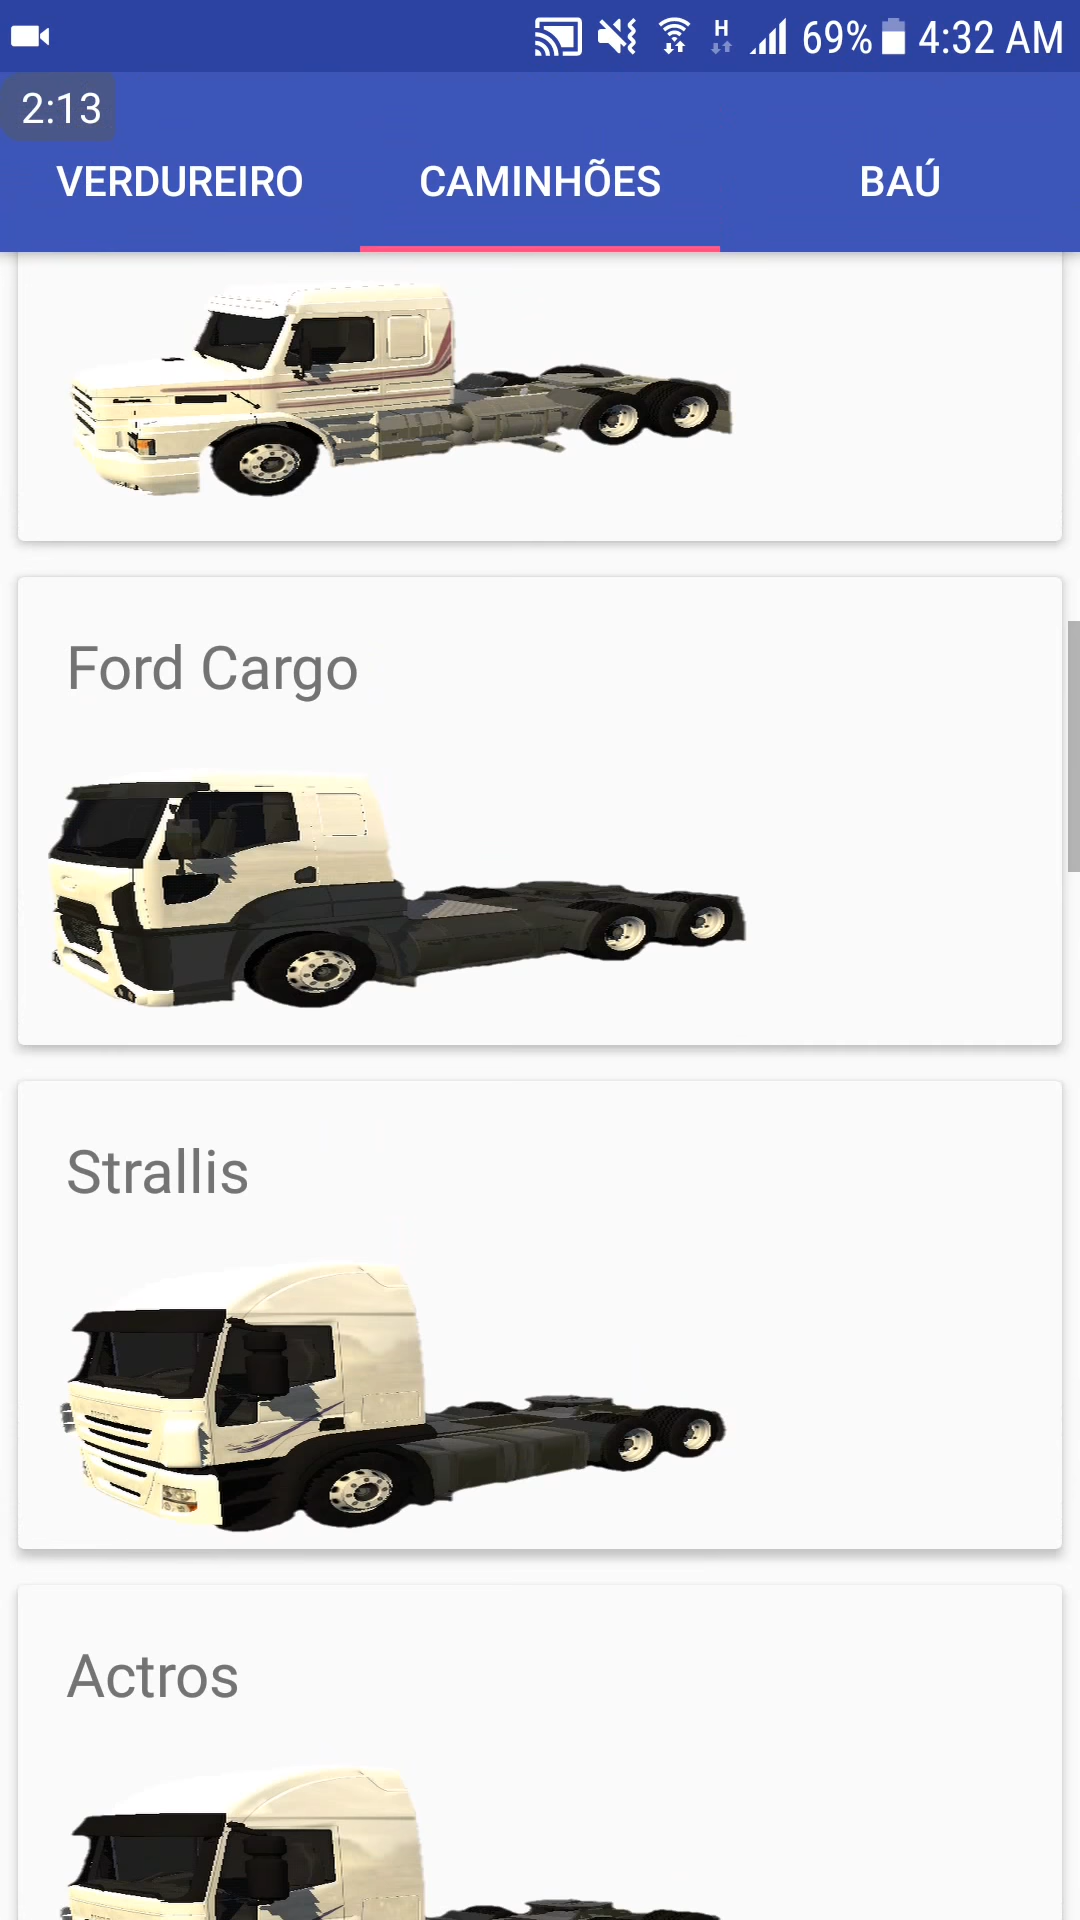 H 69% 4:32 AM
2:13
VERDUREIRO CAMINHÕES BAÚ
Ford Cargo
Strallis
Actros